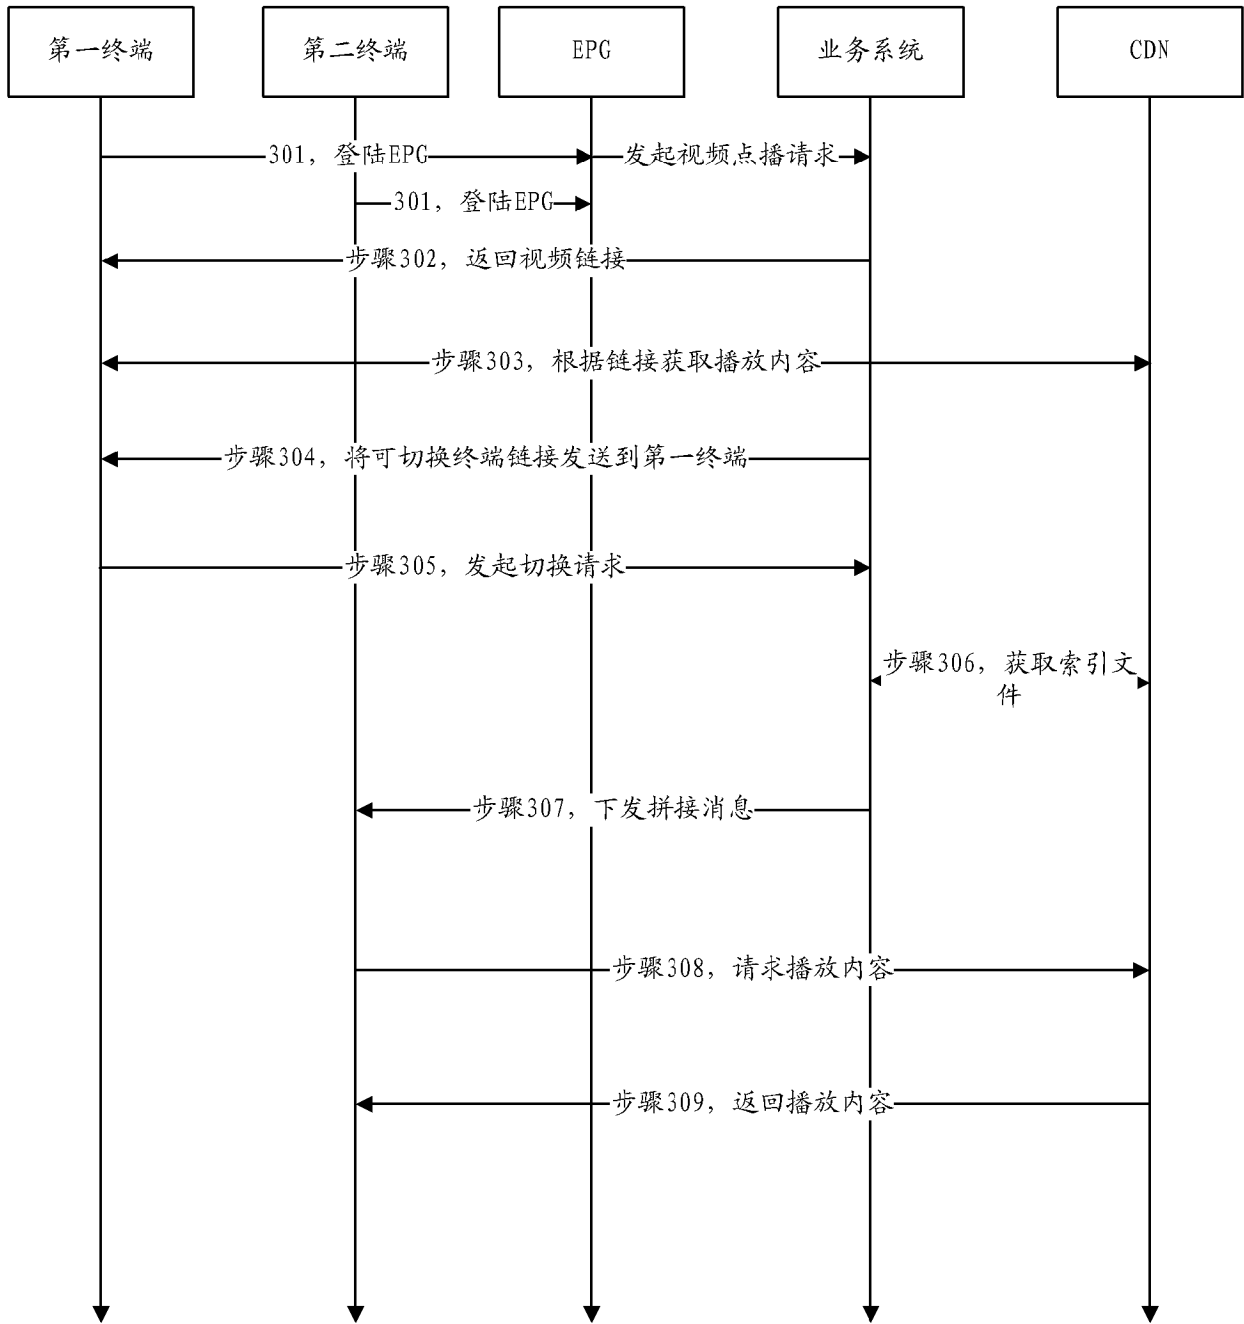 第一终端
第二终端
EPG
业务系统
CDN
301，登陆EPG
发起视频点播请求
301，登陆EPG
步骤302，返回视频链接
步骤303，根据链接获取播放内容
步骤304，将可切换终端链接发送到第一终端
步骤305，发起切换请求
步骤306，获取索引文
件
步骤307，下发拼接消息
步骤308，请求播放内容
步骤309，返回播放内容